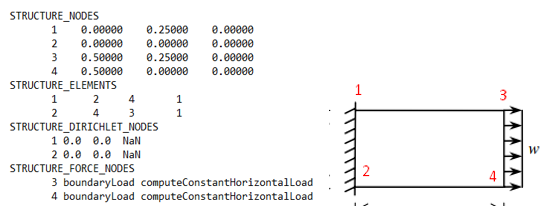 STRUCTURE_NODES
1 0.00000 0.25000 0.00000
2 0.00000 0.00000 0.00000
3 0.50000 0.25000 0.00000
4 0.50000 0.00000 0.00000
STRUCTURE_ELEMENTS
1 2 4 1
2 4 3 1
STRUCTURE_DIRICHLET_NODES
1 0.0 0.0 NaN
2 0.0 0.0 NaN
STRUCTURE_FORCE_NODES
3 boundaryLoad computeConstantHorizontalLoad
4 boundaryLoad computeConstantHorizontalLoad
1
3
w
2
4